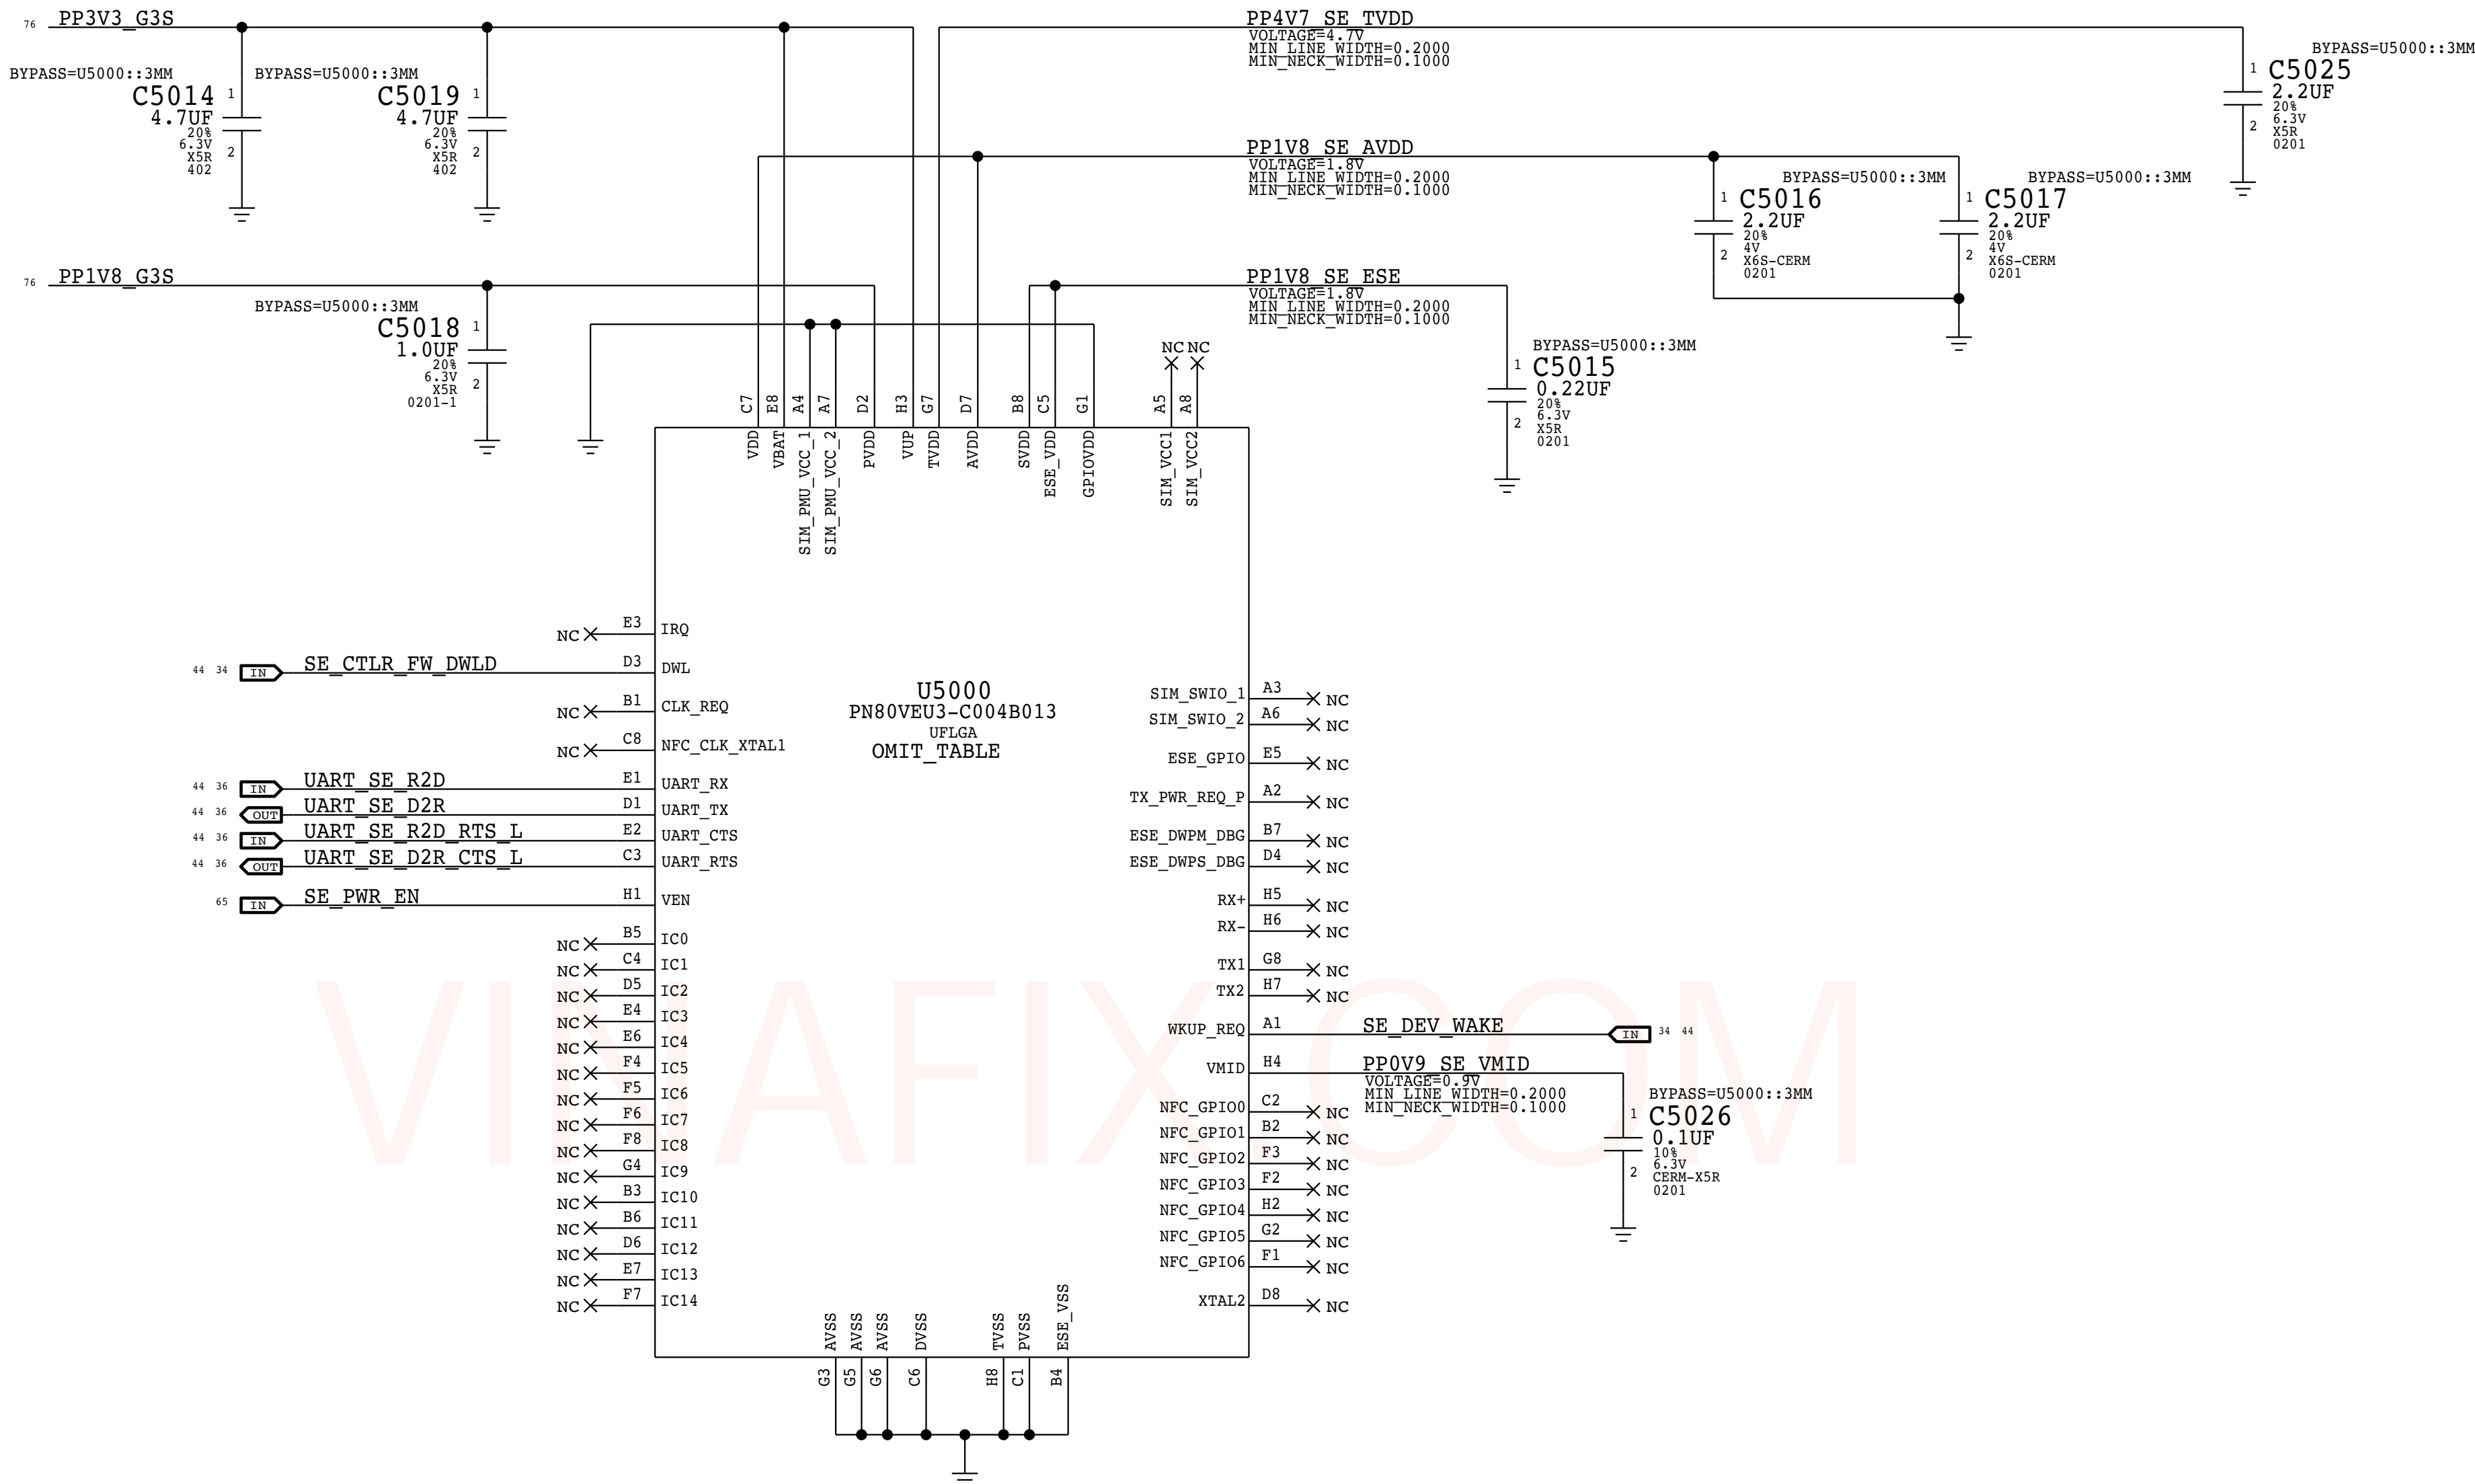 76 PP3V3_G3S
BYPASS=U5000::3MM
C5014 1
4.7UF
20%
6.3V
X5R 2
402
BYPASS=U5000::3MM
C5019 1
4.7UF
20%
6.3V
X5R 2
402
PP4V7_SE_TVDD
VOLTAGE=4.7V
MIN_LINE_WIDTH=0.2000
MIN_NECK_WIDTH=0.1000
BYPASS=U5000::3MM
1 C5025
2.2UF
20%
6.3V
2 X5R
0201
PP1V8_SE_AVDD
VOLTAGE=1.8V
MIN_LINE_WIDTH=0.2000
MIN_NECK_WIDTH=0.1000
BYPASS=U5000::3MM
1 C5016
2.2UF
20%
4V
2 X6S-CERM
0201
BYPASS=U5000::3MM
1 C5017
2.2UF
20%
4V
2 X6S-CERM
0201
76 PP1V8_G3S
BYPASS=U5000::3MM
C5018 1
1.0UF
20%
6.3V
X5R 2
0201-1
PP1V8_SE_ESE
VOLTAGE=1.8V
MIN_LINE_WIDTH=0.2000
MIN_NECK_WIDTH=0.1000
BYPASS=U5000::3MM
1 C5015
0.22UF
20%
6.3V
2 X5R
0201
NC NC
C7 E8 A4 A7 D2 H3 G7 D7 B8 C5 G1 A5 A8
VDD
VBAT
SIM_PMU_VCC_1
SIM_PMU_VCC_2
PVDD
VUP
TVDD
AVDD
SVDD
ESE_VDD
GPIOVDD
SIM_VCC1
SIM_VCC2
U5000
PN80VEU3-C004B013
UFLGA
OMIT_TABLE
NC E3 IRQ
44 34 IN SE_CTLR_FW_DWLD D3 DWL
NC B1 CLK_REQ
NC C8 NFC_CLK_XTAL1
44 36 IN UART_SE_R2D E1 UART_RX
44 36 OUT UART_SE_D2R D1 UART_TX
44 36 IN UART_SE_R2D_RTS_L E2 UART_CTS
44 36 OUT UART_SE_D2R_CTS_L C3 UART_RTS
65 IN SE_PWR_EN H1 VEN
NC B5 IC0
NC C4 IC1
NC D5 IC2
NC E4 IC3
NC E6 IC4
NC F4 IC5
NC F5 IC6
NC F6 IC7
NC F8 IC8
NC G4 IC9
NC B3 IC10
NC B6 IC11
NC D6 IC12
NC E7 IC13
NC F7 IC14
SIM_SWIO_1 A3 NC
SIM_SWIO_2 A6 NC
ESE_GPIO E5 NC
TX_PWR_REQ_P A2 NC
ESE_DWPM_DBG B7 NC
ESE_DWPS_DBG D4 NC
RX+ H5 NC
RX- H6 NC
TX1 G8 NC
TX2 H7 NC
WKUP_REQ A1 SE_DEV_WAKE IN 34 44
VMID H4 PP0V9_SE_VMID
VOLTAGE=0.9V
MIN_LINE_WIDTH=0.2000
MIN_NECK_WIDTH=0.1000
BYPASS=U5000::3MM
1 C5026
0.1UF
10%
6.3V
2 CERM-X5R
0201
NFC_GPIO0 C2 NC
NFC_GPIO1 B2 NC
NFC_GPIO2 F3 NC
NFC_GPIO3 F2 NC
NFC_GPIO4 H2 NC
NFC_GPIO5 G2 NC
NFC_GPIO6 F1 NC
XTAL2 D8 NC
AVSS AVSS AVSS DVSS TVSS PVSS ESE_VSS
G3 G5 G6 C6 H8 C1 B4
VINAFIX.COM